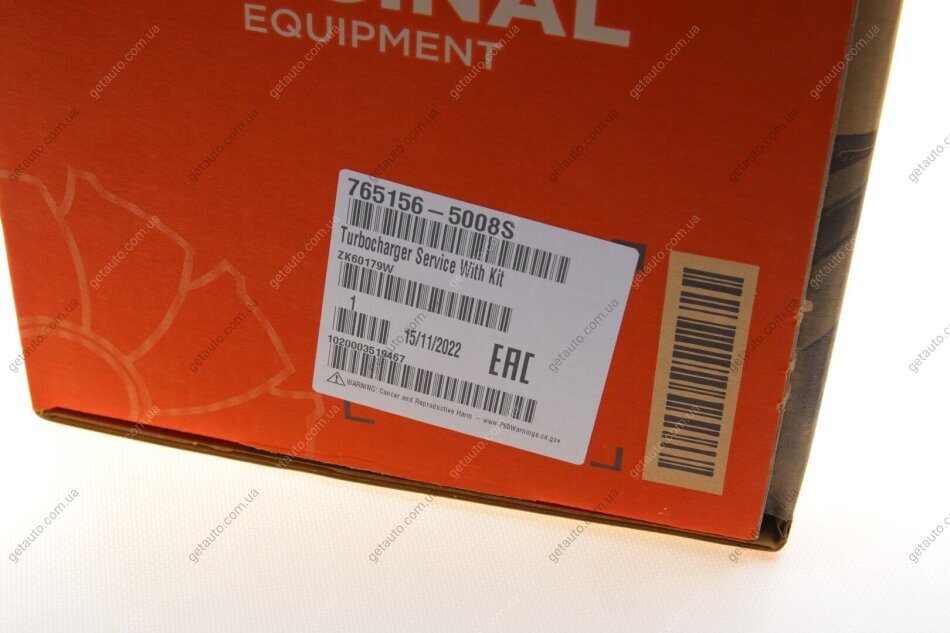 INAL
EQUIPMENT
765156-5008S
Turbocharger Service With Kit
ZK60179W
1
15/11/2022
EAC
1020003519467
WARNING: Cancer and Reproductive Harm - www.P65Warnings.ca.gov
getauto.com.ua